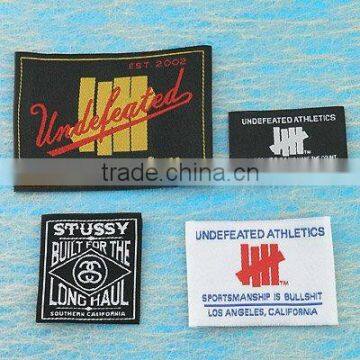 EST. 2002
Undefeated
UNDEFEATED ATHLETICS
trade.china.cn
STUSSY
BUILT FOR THE
LONG HAUL
SOUTHERN CALIFORNIA
UNDEFEATED ATHLETICS
TM
SPORTSMANSHIP IS BULLSHIT
LOS ANGELES, CALIFORNIA